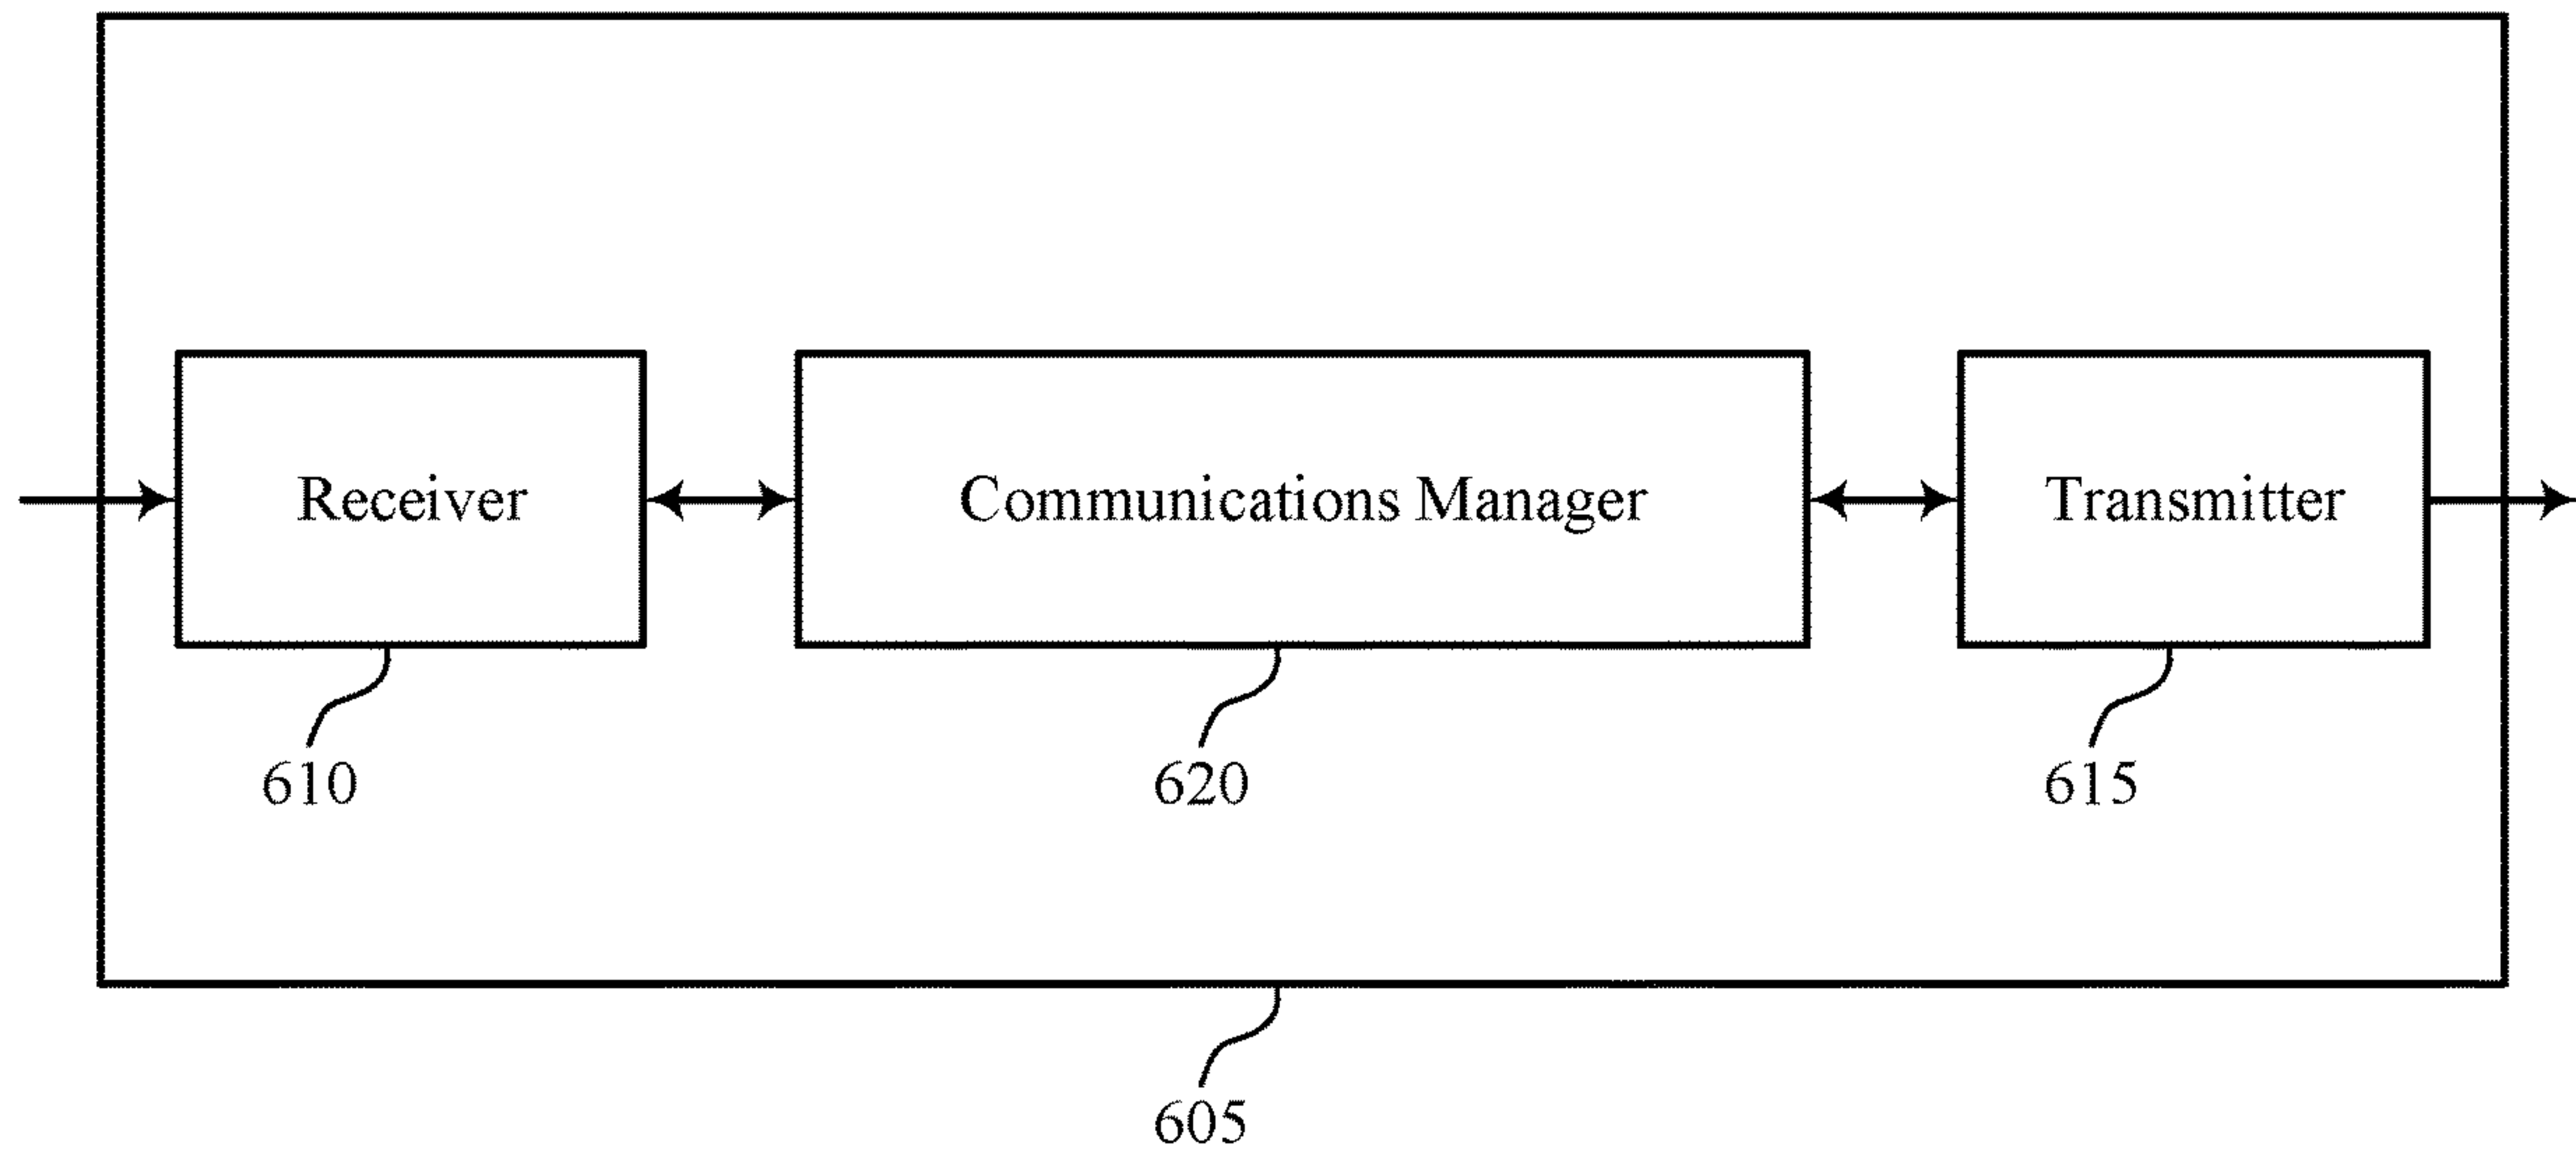 Receiver
Communications Manager
Transmitter
610
620
615
605